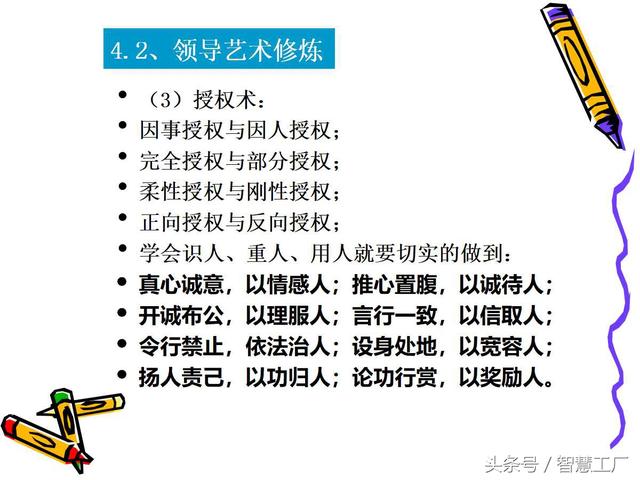 4.2、领导艺术修炼
• （3）授权术：
• 因事授权与因人授权；
• 完全授权与部分授权；
• 柔性授权与刚性授权；
• 正向授权与反向授权；
• 学会识人、重人、用人就要切实的做到：
• 真心诚意，以情感人；推心置腹，以诚待人；
• 开诚布公，以理服人；言行一致，以信取人；
• 令行禁止，依法治人；设身处地，以宽容人；
• 扬人责己，以功归人；论功行赏，以奖励人。
头条号／智慧工厂